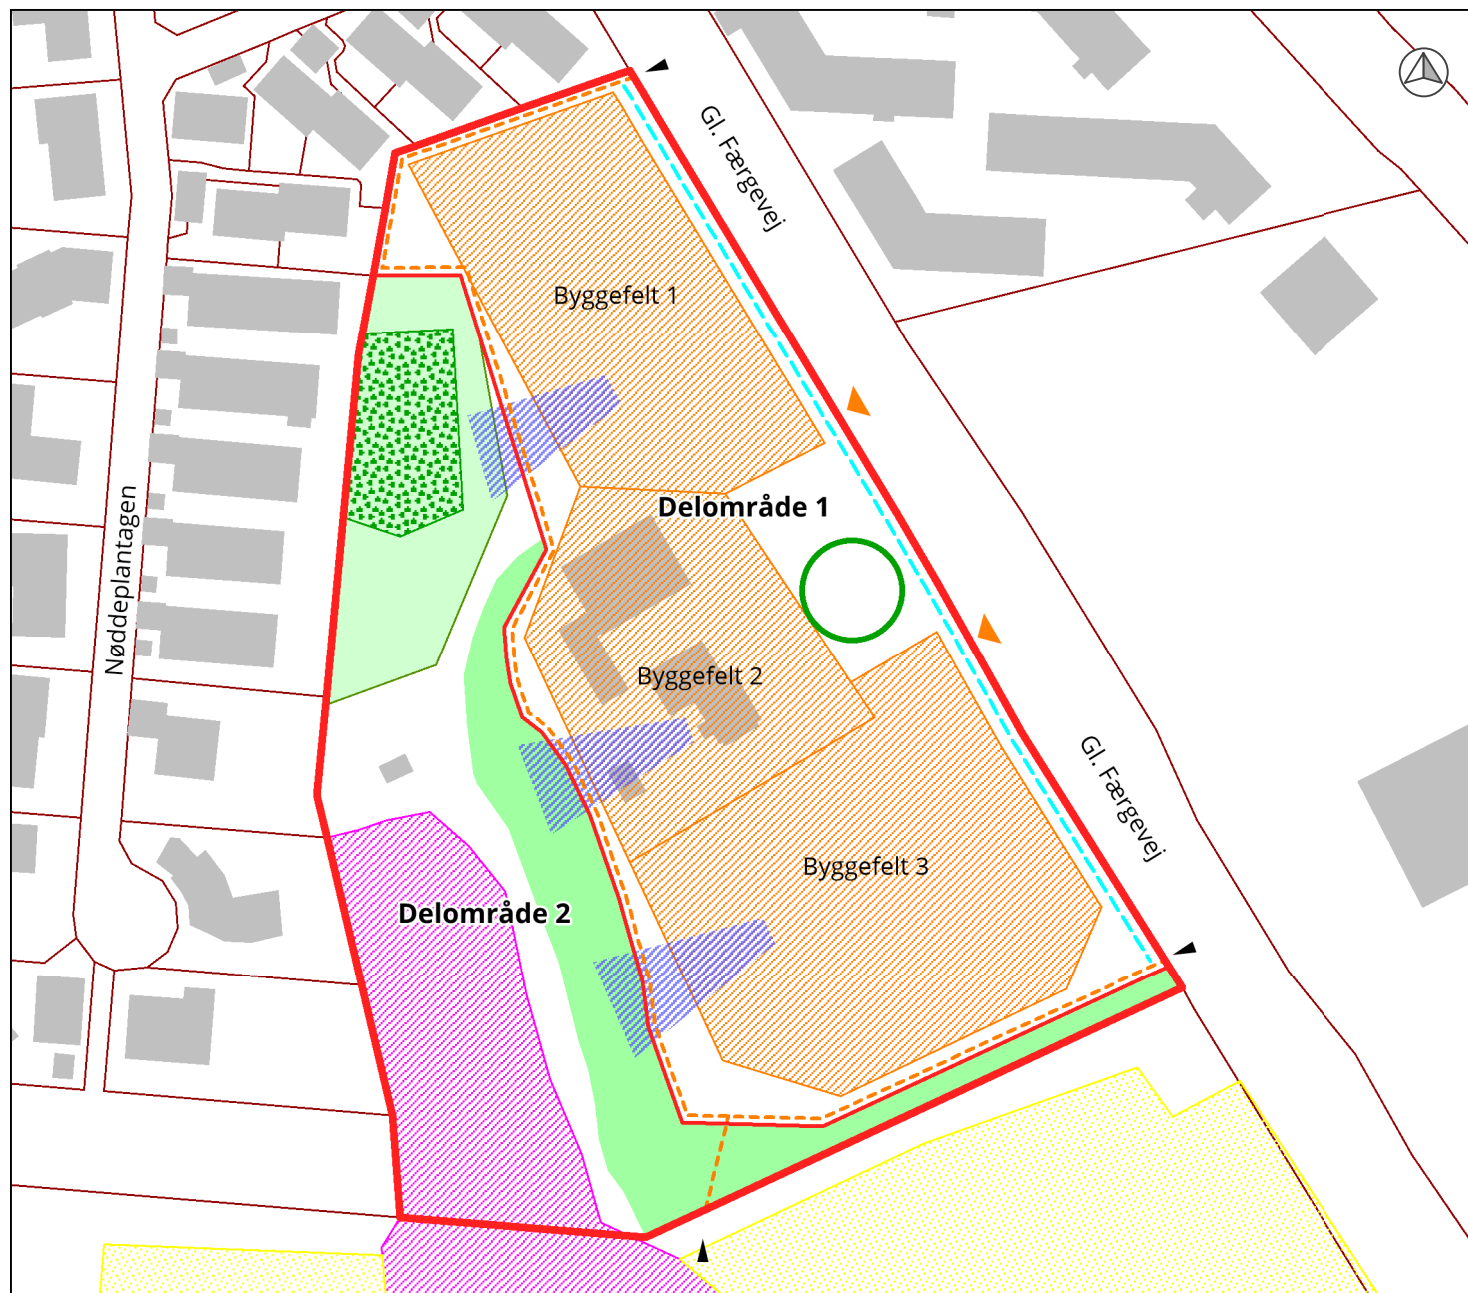 Gl. Færgevej
Byggefelt 1
Delområde 1
Nøddeplantagen
Byggefelt 2
Gl. Færgevej
Byggefelt 3
Delområde 2